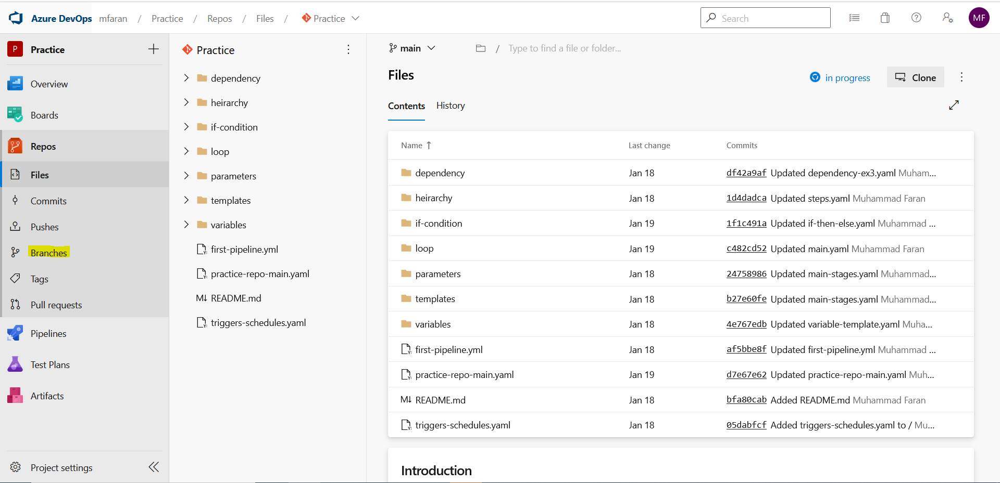 Azure DevOps mfaran / Practice / Repos / Files / Practice
Search
MF
P Practice
Overview
Boards
Repos
Files
Commits
Pushes
Branches
Tags
Pull requests
Pipelines
Test Plans
Artifacts
Project settings
Practice
dependency
heirarchy
if-condition
loop
parameters
templates
variables
first-pipeline.yml
practice-repo-main.yaml
README.md
triggers-schedules.yaml
main / Type to find a file or folder...
Files
in progress
Clone
Contents History
Name Last change Commits
dependency Jan 18 df42a9af Updated dependency-ex3.yaml Muham...
heirarchy Jan 18 1d4dadca Updated steps.yaml Muhammad Faran
if-condition Jan 19 1f1c491a Updated if-then-else.yaml Muhammad ...
loop Jan 19 c482cd52 Updated main.yaml Muhammad Faran
parameters Jan 18 24758986 Updated main-stages.yaml Muhammad...
templates Jan 18 b27e60fe Updated main-stages.yaml Muhammad...
variables Jan 18 4e767edb Updated variable-template.yaml Muha...
first-pipeline.yml Jan 18 af5bbe8f Updated first-pipeline.yml Muhammad ...
practice-repo-main.yaml Jan 19 d7e67e62 Updated practice-repo-main.yaml Muh...
README.md Jan 18 bfa80cab Added README.md Muhammad Faran
triggers-schedules.yaml Jan 18 05dabfcf Added triggers-schedules.yaml to / Mu...
Introduction